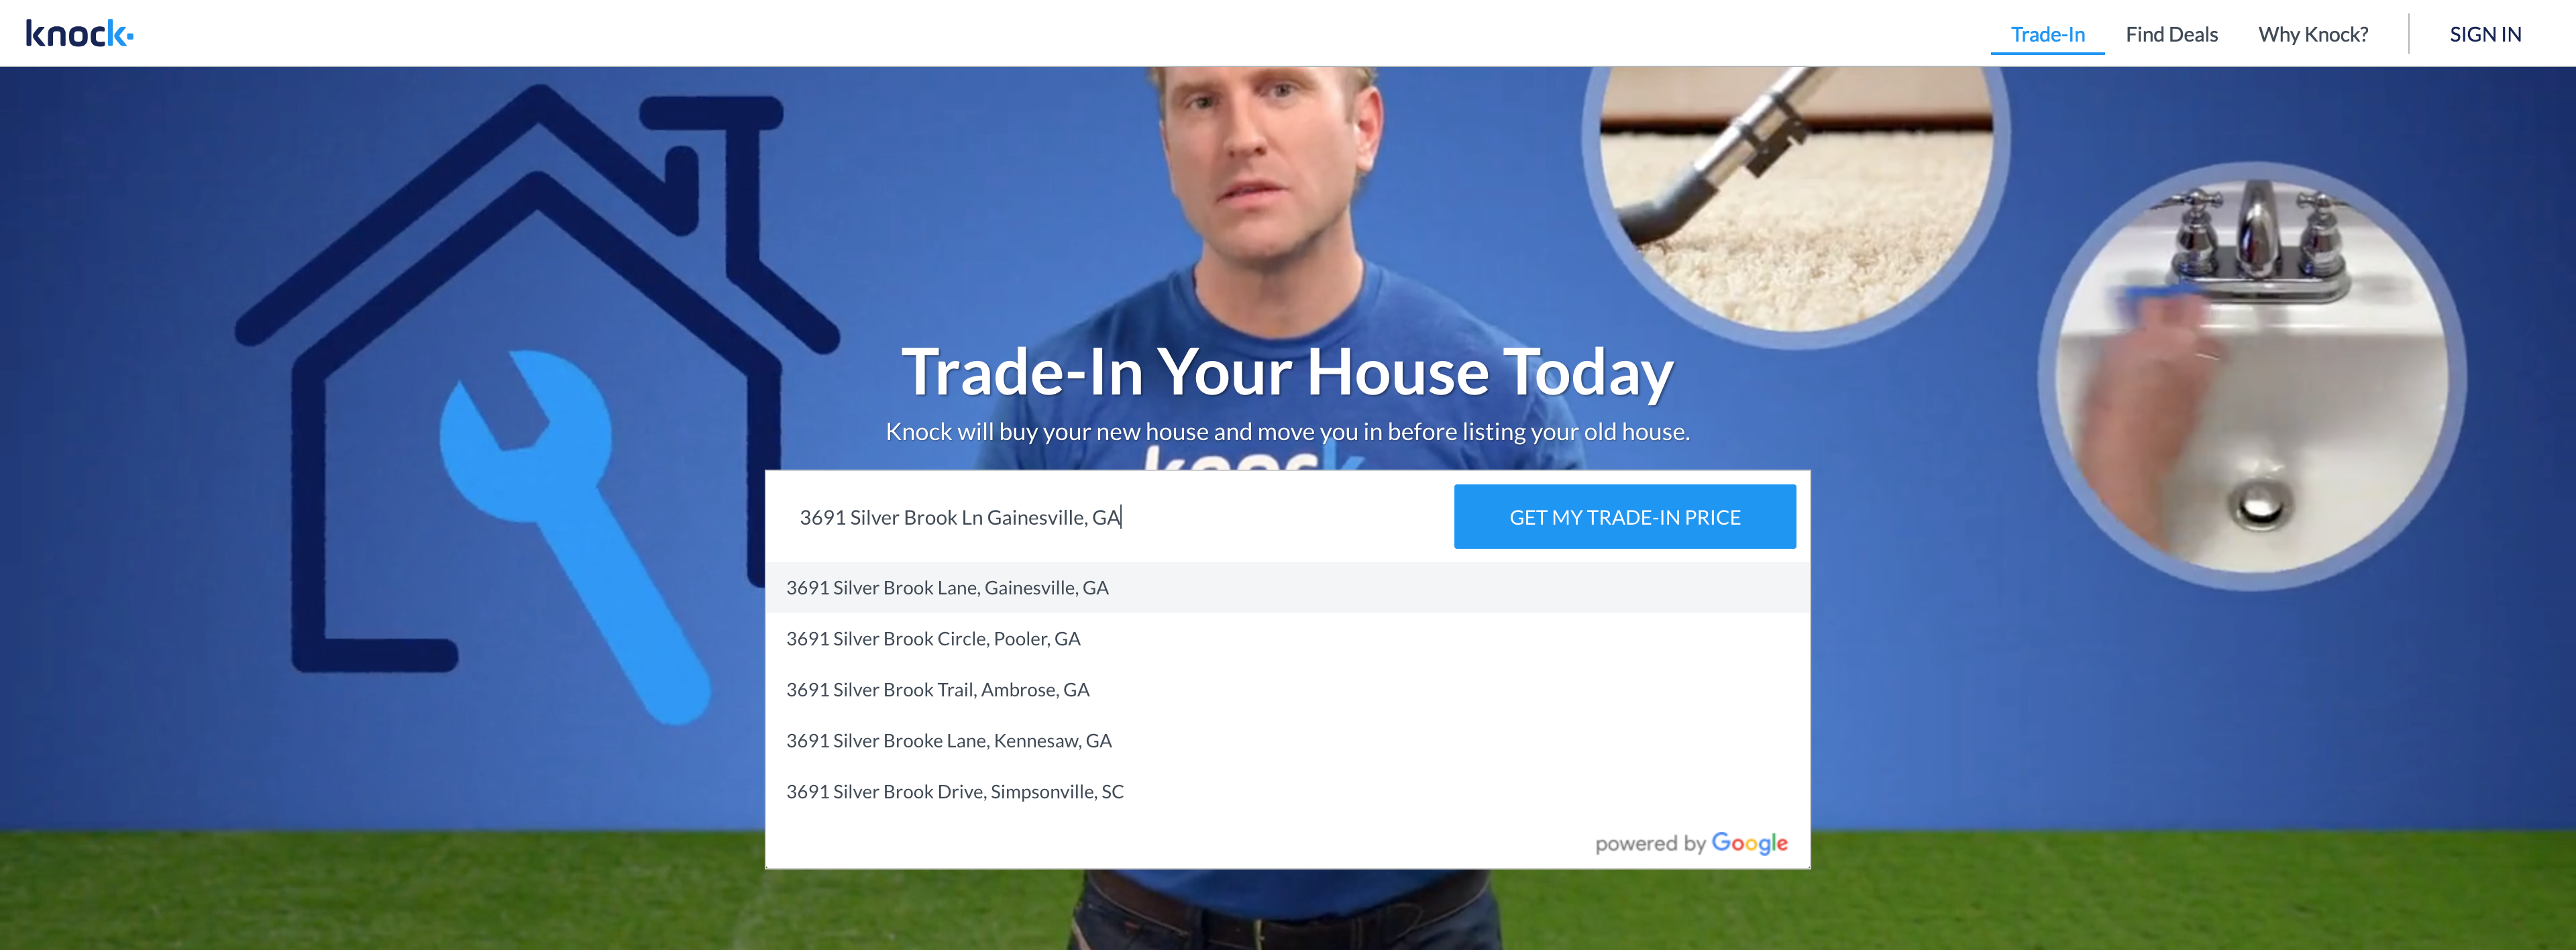 knock
Trade-In
Find Deals
Why Knock?
SIGN IN
Trade-In Your House Today
Knock will buy your new house and move you in before listing your old house.
knock
3691 Silver Brook Ln Gainesville, GA
GET MY TRADE-IN PRICE
3691 Silver Brook Lane, Gainesville, GA
3691 Silver Brook Circle, Pooler, GA
3691 Silver Brook Trail, Ambrose, GA
3691 Silver Brooke Lane, Kennesaw, GA
3691 Silver Brook Drive, Simpsonville, SC
powered by Google